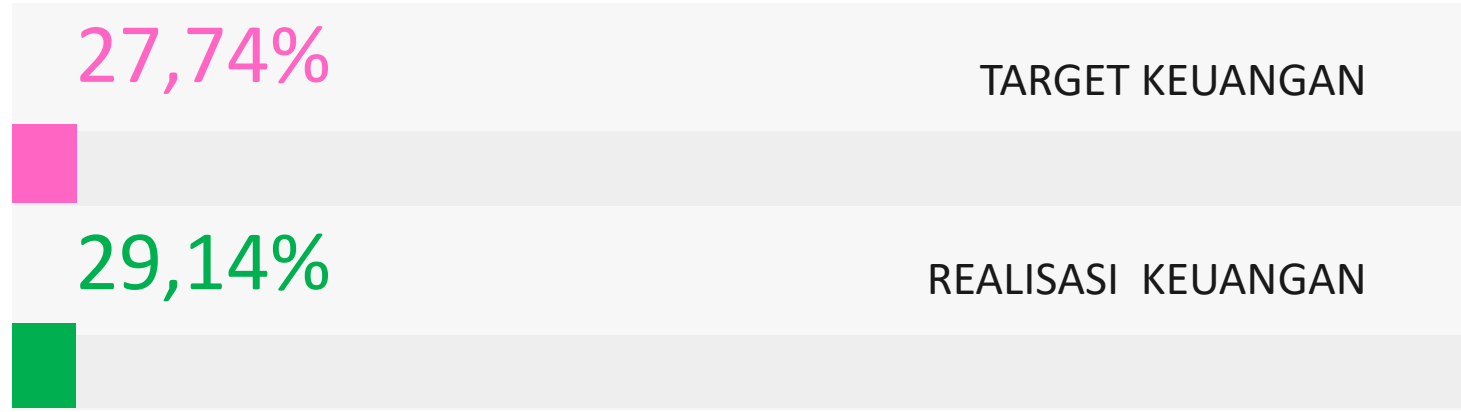 27,74%
TARGET KEUANGAN
29,14%
REALISASI KEUANGAN